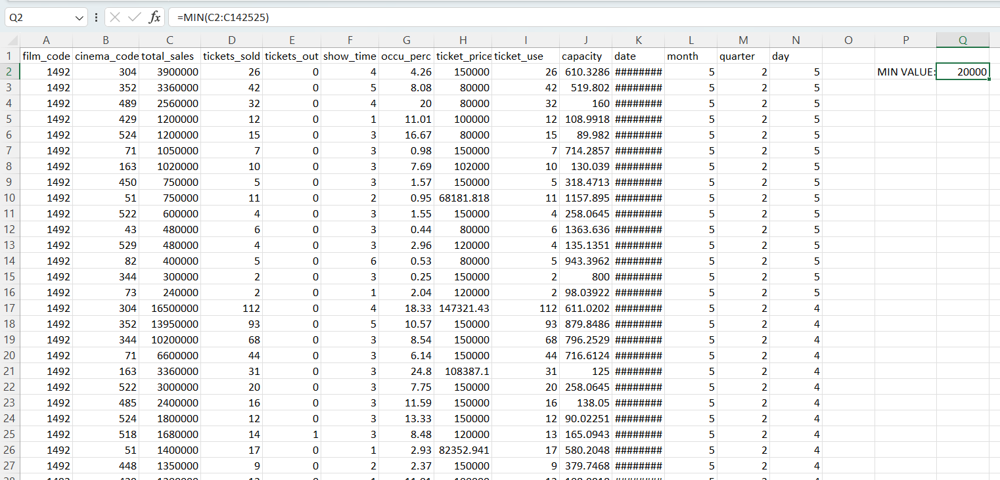 Q2 fx =MIN(C2:C142525)
A B C D E F G H I J K L M N O P Q
1 film_code cinema_code total_sales tickets_sold tickets_out show_time occu_perc ticket_price ticket_use capacity date month quarter day
2 1492 304 3900000 26 0 4 4.26 150000 26 610.3286 ######## 5 2 5 MIN VALUE: 20000
3 1492 352 3360000 42 0 5 8.08 80000 42 519.802 ######## 5 2 5
4 1492 489 2560000 32 0 4 20 80000 32 160 ######## 5 2 5
5 1492 429 1200000 12 0 1 11.01 100000 12 108.9918 ######## 5 2 5
6 1492 524 1200000 15 0 3 16.67 80000 15 89.982 ######## 5 2 5
7 1492 71 1050000 7 0 3 0.98 150000 7 714.2857 ######## 5 2 5
8 1492 163 1020000 10 0 3 7.69 102000 10 130.039 ######## 5 2 5
9 1492 450 750000 5 0 3 1.57 150000 5 318.4713 ######## 5 2 5
10 1492 51 750000 11 0 2 0.95 68181.818 11 1157.895 ######## 5 2 5
11 1492 522 600000 4 0 3 1.55 150000 4 258.0645 ######## 5 2 5
12 1492 43 480000 6 0 3 0.44 80000 6 1363.636 ######## 5 2 5
13 1492 529 480000 4 0 3 2.96 120000 4 135.1351 ######## 5 2 5
14 1492 82 400000 5 0 6 0.53 80000 5 943.3962 ######## 5 2 5
15 1492 344 300000 2 0 3 0.25 150000 2 800 ######## 5 2 5
16 1492 73 240000 2 0 1 2.04 120000 2 98.03922 ######## 5 2 5
17 1492 304 16500000 112 0 4 18.33 147321.43 112 611.0202 ######## 5 2 4
18 1492 352 13950000 93 0 5 10.57 150000 93 879.8486 ######## 5 2 4
19 1492 344 10200000 68 0 3 8.54 150000 68 796.2529 ######## 5 2 4
20 1492 71 6600000 44 0 3 6.14 150000 44 716.6124 ######## 5 2 4
21 1492 163 3360000 31 0 3 24.8 108387.1 31 125 ######## 5 2 4
22 1492 522 3000000 20 0 3 7.75 150000 20 258.0645 ######## 5 2 4
23 1492 485 2400000 16 0 3 11.59 150000 16 138.05 ######## 5 2 4
24 1492 524 1800000 12 0 3 13.33 150000 12 90.02251 ######## 5 2 4
25 1492 518 1680000 14 1 3 8.48 120000 13 165.0943 ######## 5 2 4
26 1492 51 1400000 17 0 1 2.93 82352.941 17 580.2048 ######## 5 2 4
27 1492 448 1350000 9 0 2 2.37 150000 9 379.7468 ######## 5 2 4